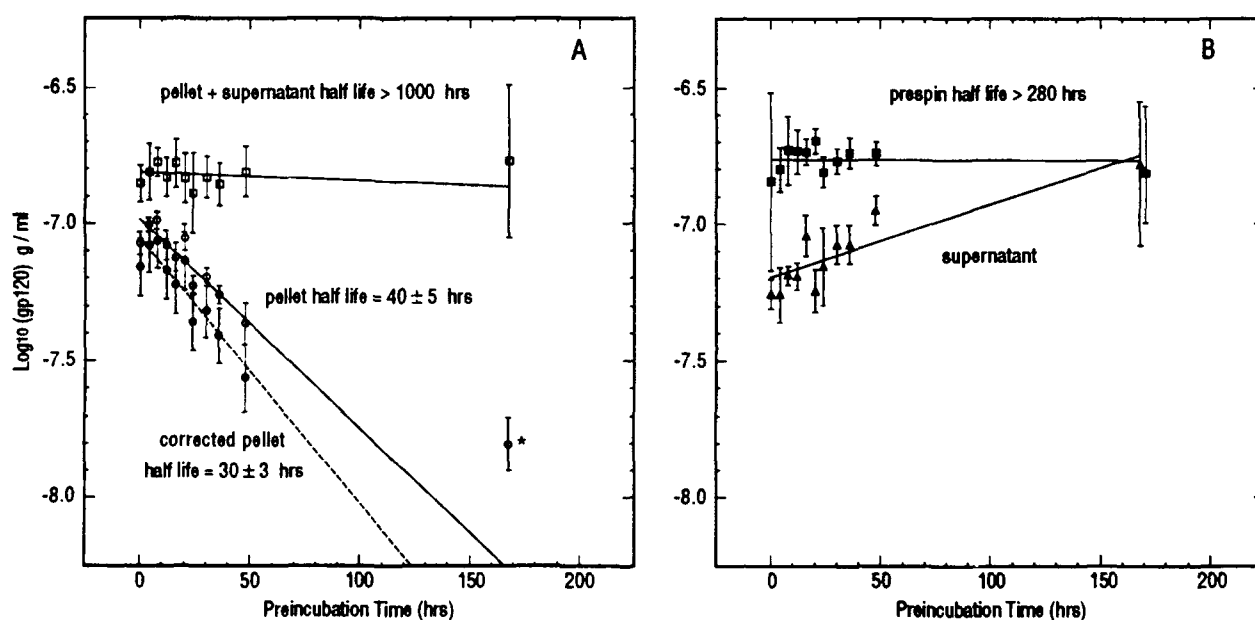 A
pellet + supernatant half life > 1000 hrs
pellet half life = 40 ± 5 hrs
corrected pellet
half life = 30 ± 3 hrs
*
Log10 (gp120) g / ml
-6.5
-7.0
-7.5
-8.0
0
50
100
150
200
Preincubation Time (hrs)
B
prespin half life > 280 hrs
supernatant
-6.5
-7.0
-7.5
-8.0
0
50
100
150
200
Preincubation Time (hrs)